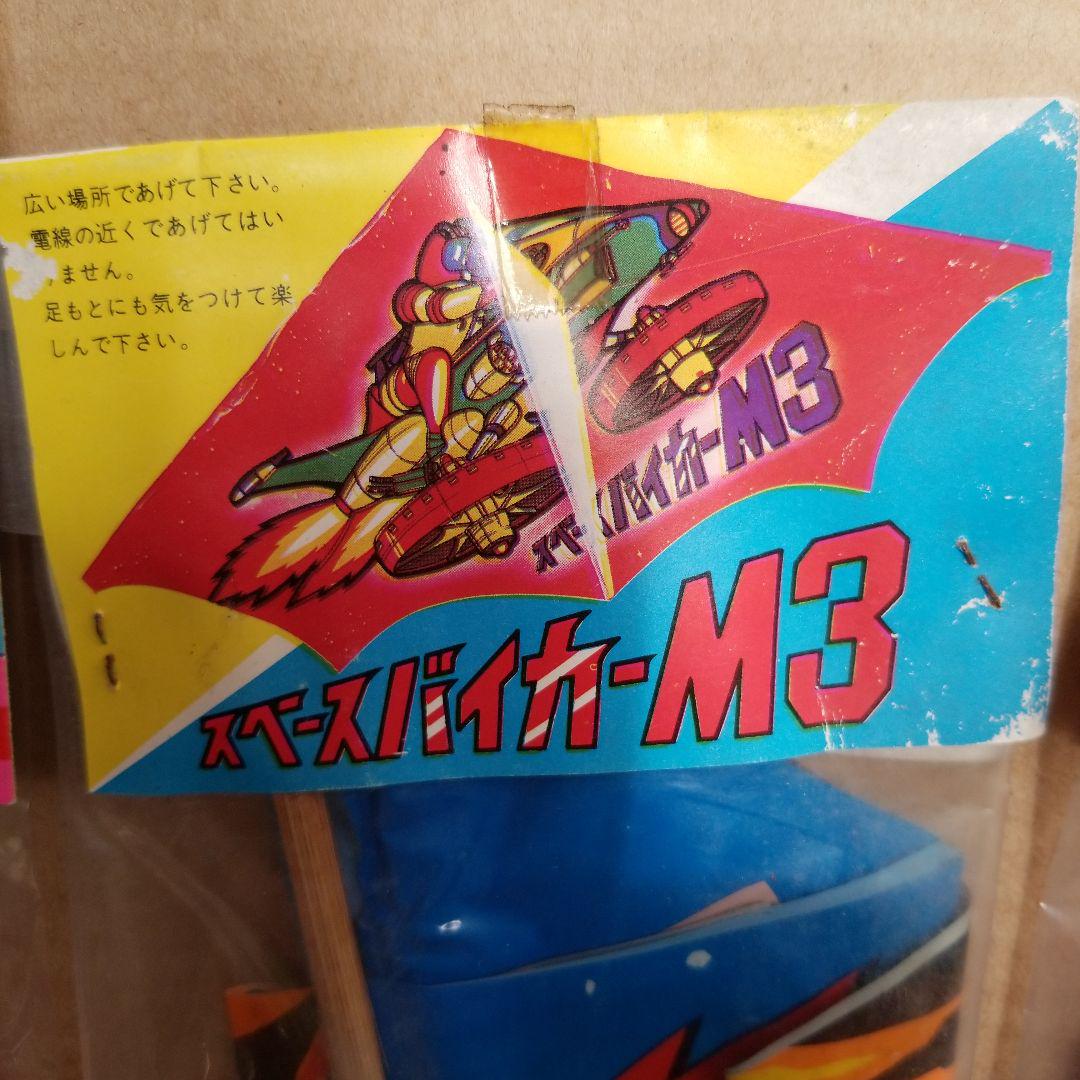 広い場所であげて下さい。
電線の近くであげてはい
ません。
足もとにも気をつけて楽
しんで下さい。
スペースバイカーM3
スペースバイカーM3